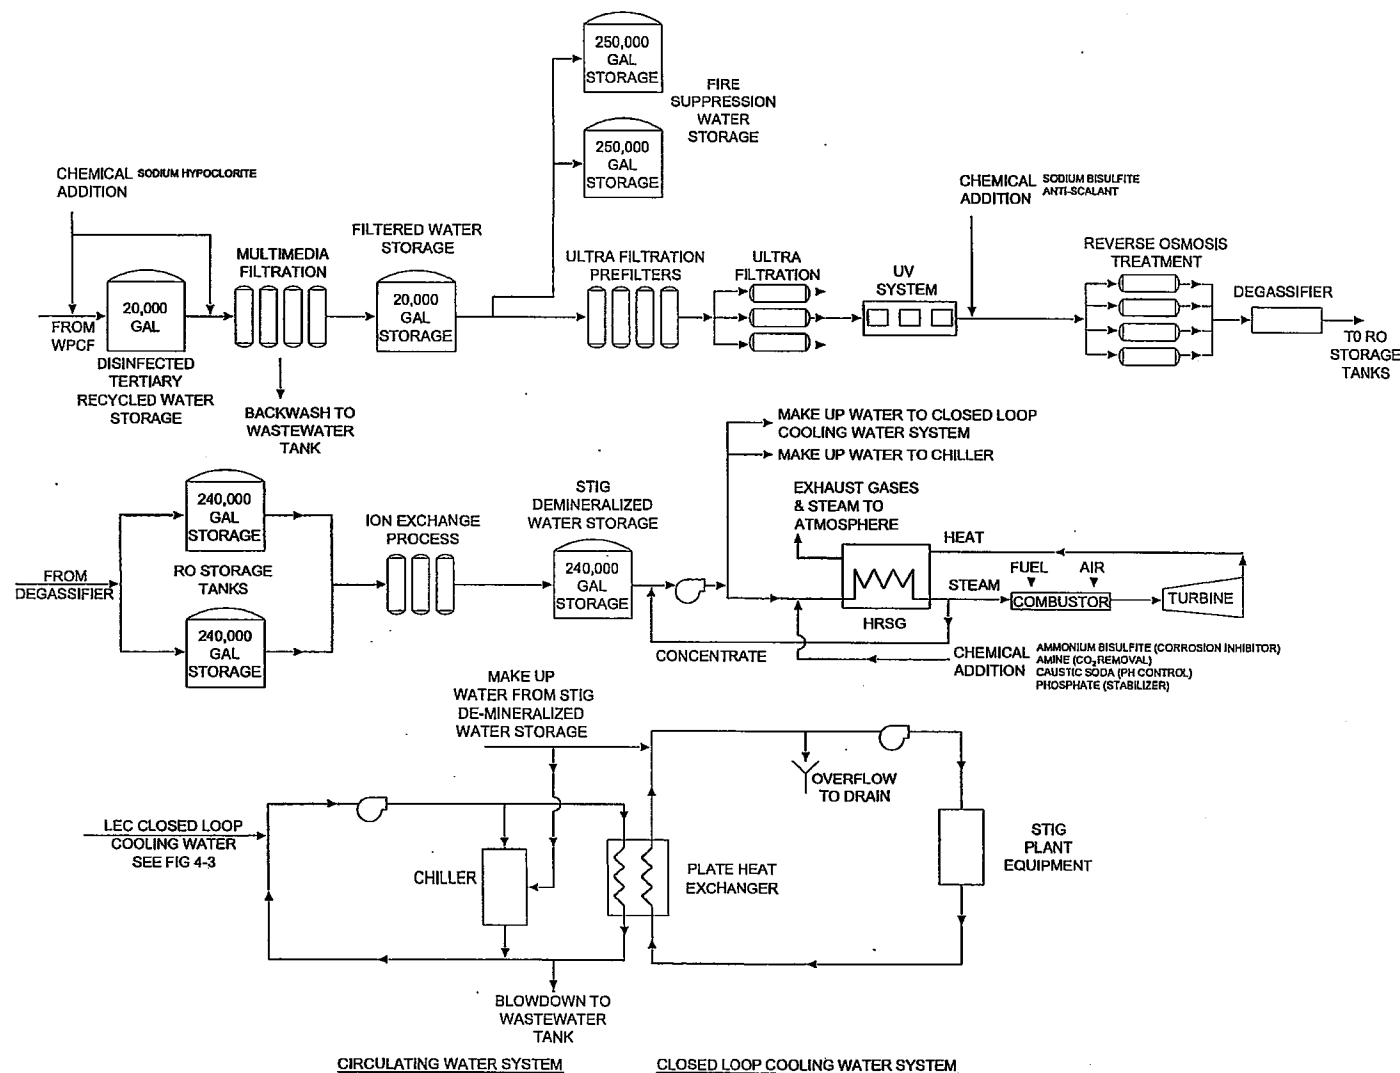 250,000
GAL
STORAGE
FIRE
SUPPRESSION
WATER
STORAGE
250,000
GAL
STORAGE
CHEMICAL SODIUM HYPOCLORITE
ADDITION
CHEMICAL SODIUM BISULFITE
ADDITION ANTI-SCALANT
FILTERED WATER
STORAGE
MULTIMEDIA
FILTRATION
ULTRA FILTRATION
PREFILTERS
ULTRA
FILTRATION
UV
SYSTEM
REVERSE OSMOSIS
TREATMENT
DEGASSIFIER
20,000
GAL
20,000
GAL
STORAGE
FROM
WPCF
DISINFECTED
TERTIARY
RECYCLED WATER
STORAGE
T0 RO
STORAGE
TANKS
BACKWASH TO
WASTEWATER
TANK
MAKE UP WATER TO CLOSED LOOP
COOLING WATER SYSTEM
MAKE UP WATER TO CHILLER
240,000
GAL
STORAGE
STIG
DEMINERALIZED
WATER STORAGE
EXHAUST GASES
& STEAM TO
ATMOSPHERE
ION EXCHANGE
PROCESS
HEAT
FROM
DEGASSIFIER
RO STORAGE
TANKS
240,000
GAL
STORAGE
STEAM
FUEL
AIR
COMBUSTOR
TURBINE
HRSG
240,000
GAL
STORAGE
CONCENTRATE
CHEMICAL AMMONIUM BISULFITE (CORROSION INHIBITOR)
ADDITION AMINE (CO2 REMOVAL)
CAUSTIC SODA (PH CONTROL)
PHOSPHATE (STABILIZER)
MAKE UP
WATER FROM STIG
DE-MINERALIZED
WATER STORAGE
OVERFLOW
TO DRAIN
LEC CLOSED LOOP
COOLING WATER
SEE FIG 4-3
CHILLER
PLATE HEAT
EXCHANGER
STIG
PLANT
EQUIPMENT
BLOWDOWN TO
WASTEWATER
TANK
CIRCULATING WATER SYSTEM
CLOSED LOOP COOLING WATER SYSTEM